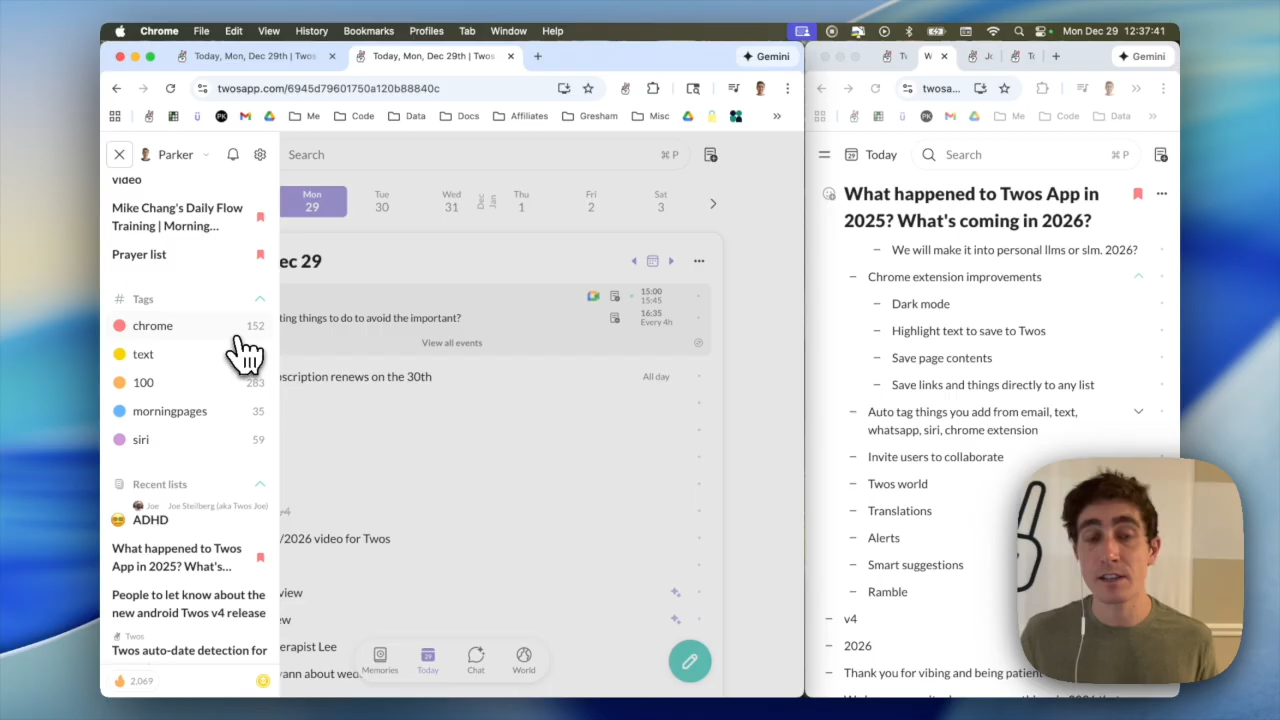 Chrome File Edit View History Bookmarks Profiles Tab Window Help Mon Dec 29 12:37:41
Today, Mon, Dec 29th | Twos
Today, Mon, Dec 29th | Twos
Gemini
twosapp.com/6945d79601750a120b88840c
Me
Code
Data
Docs
Affiliates
Gresham
Misc
Parker
Search
⌘ P
video
Mike Chang's Daily Flow
Training | Morning...
Prayer list
# Tags
chrome 152
text
100 283
morningpages 35
siri 59
Recent lists
Joe Joe Steilberg (aka Twos Joe)
ADHD
What happened to Twos
App in 2025? What's...
People to let know about the
new android Twos v4 release
Twos
Twos auto-date detection for
2,069
Mon
29
Tue
30
Wed
31
Dec
Jan
Thu
1
Fri
2
Sat
3
ec 29
15:00
15:45
ting things to do to avoid the important?
16:35
Every 4h
View all events
scription renews on the 30th
All day
/2026 video for Twos
view
ew
erapist Lee
vann about wed
Memories
Today
Chat
World
W
Gemini
twosa...
Me
Code
Data
Today
Search
⌘ P
What happened to Twos App in
2025? What's coming in 2026?
– We will make it into personal llms or slm. 2026?
– Chrome extension improvements
– Dark mode
– Highlight text to save to Twos
– Save page contents
– Save links and things directly to any list
– Auto tag things you add from email, text,
whatsapp, siri, chrome extension
– Invite users to collaborate
– Twos world
– Translations
– Alerts
– Smart suggestions
– Ramble
– v4
– 2026
– Thank you for vibing and being patient